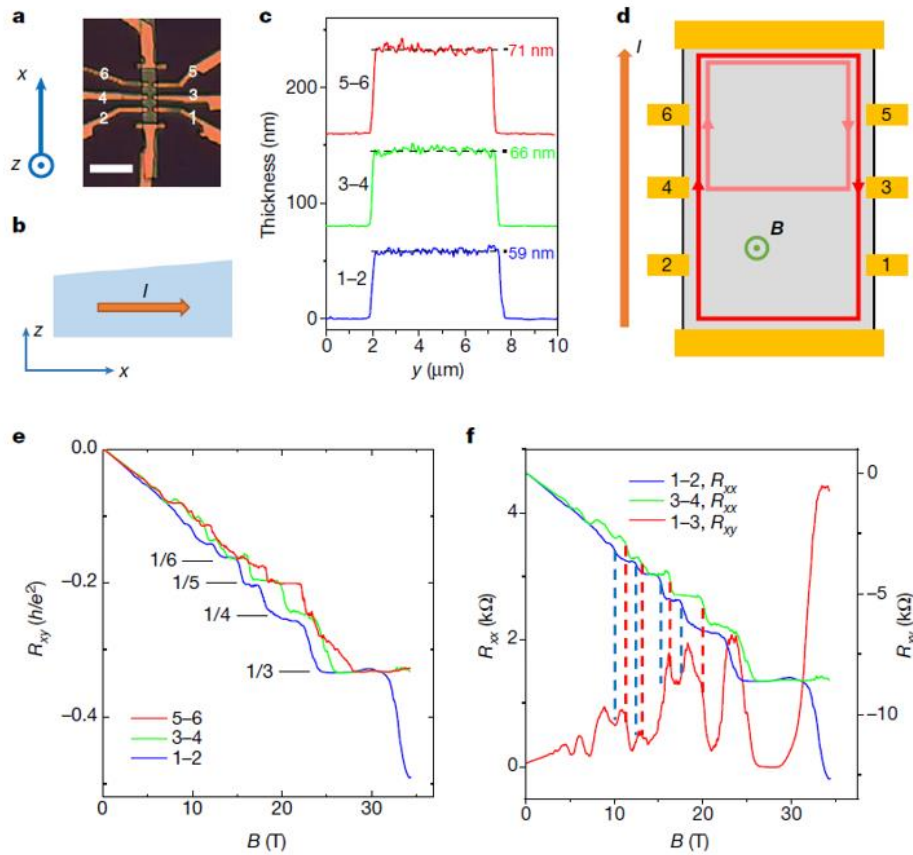 a
x
z
6
4
2
5
3
1
b
I
z
x
c
Thickness (nm)
200
100
0
5–6
71 nm
3–4
66 nm
1–2
59 nm
0 2 4 6 8 10
y (μm)
d
I
6
4
2
5
3
1
B
e
R_xy (h/e²)
0.0
−0.2
−0.4
1/6
1/5
1/4
1/3
5–6
3–4
1–2
0 10 20 30
B (T)
f
R_xx (kΩ)
4
2
0
1–2, R_xx
3–4, R_xx
1–3, R_xy
0
−5
−10
R_xy (kΩ)
0 10 20 30
B (T)